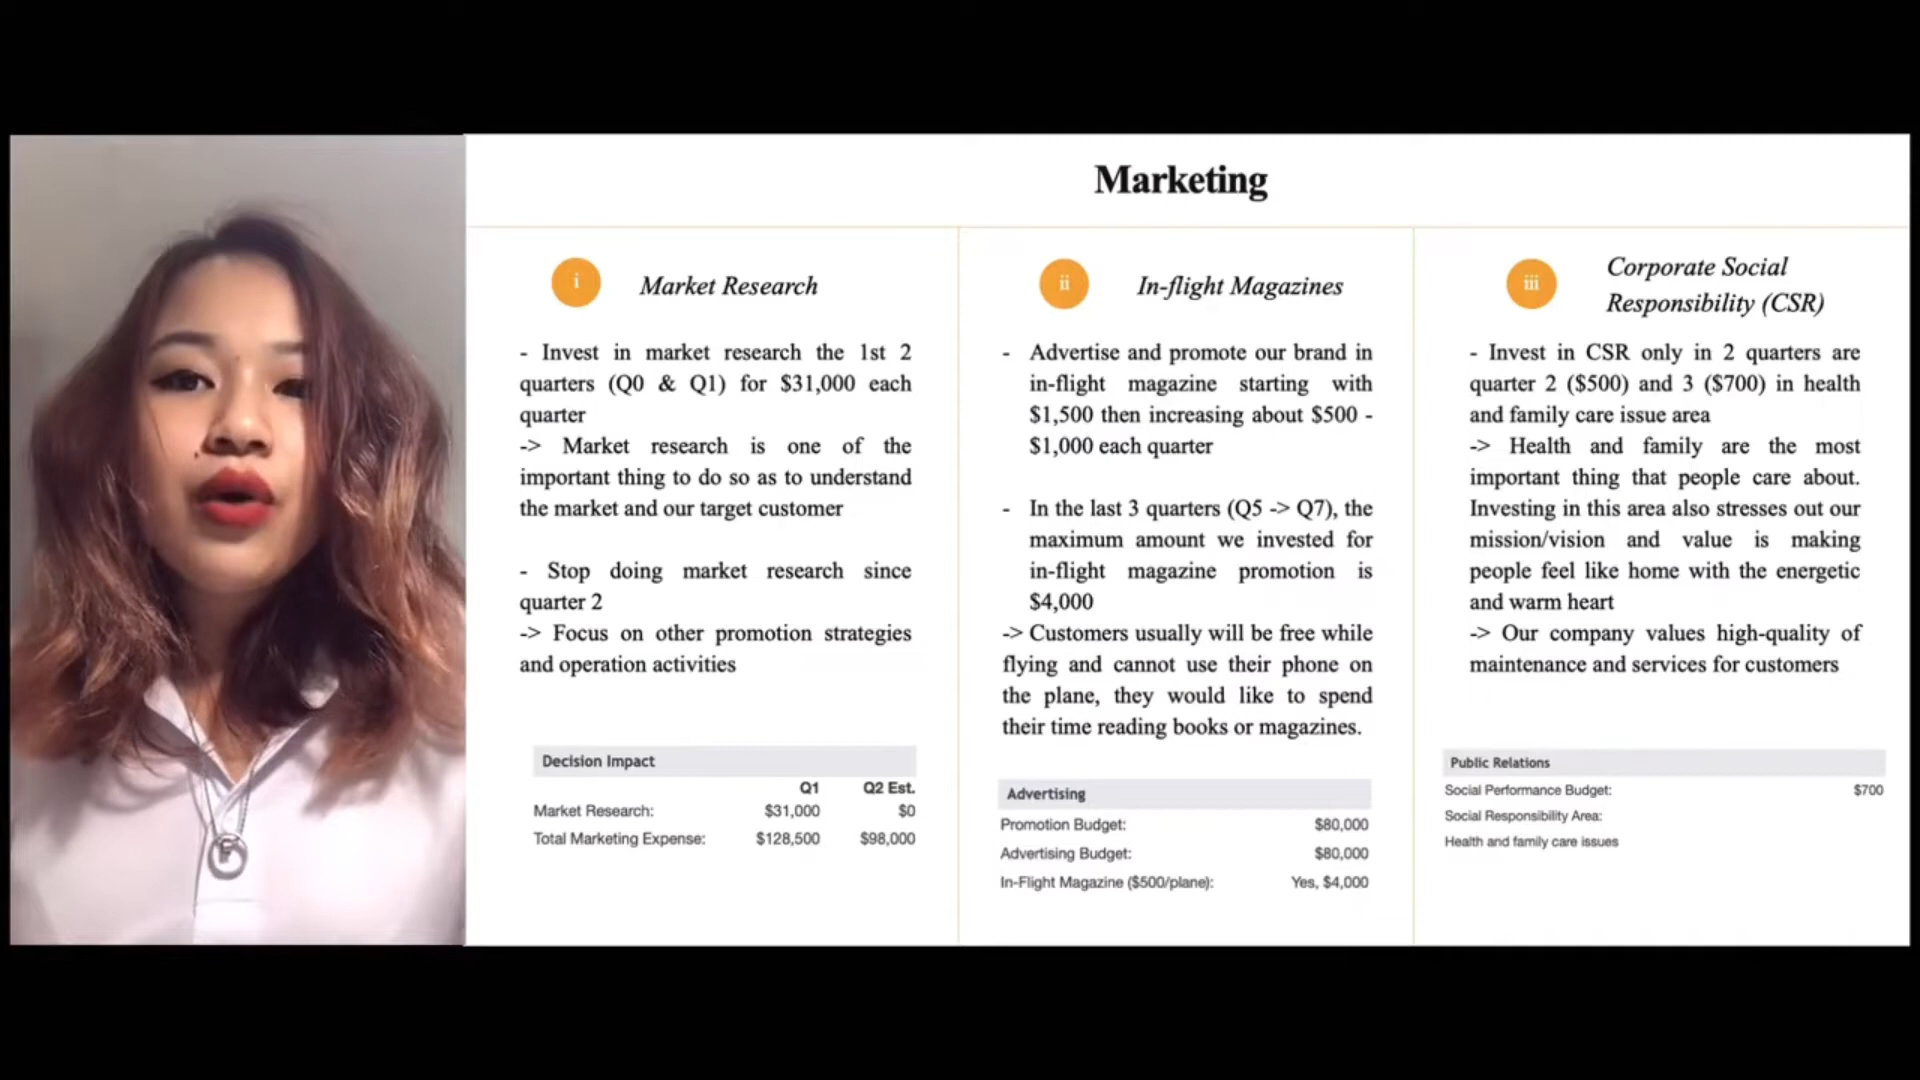 Marketing
i
Market Research
- Invest in market research the 1st 2
quarters (Q0 & Q1) for $31,000 each
quarter
-> Market research is one of the
important thing to do so as to understand
the market and our target customer
- Stop doing market research since
quarter 2
-> Focus on other promotion strategies
and operation activities
Decision Impact
Q1 Q2 Est.
Market Research: $31,000 $0
Total Marketing Expense: $128,500 $98,000
ii
In-flight Magazines
- Advertise and promote our brand in
in-flight magazine starting with
$1,500 then increasing about $500 -
$1,000 each quarter
- In the last 3 quarters (Q5 -> Q7), the
maximum amount we invested for
in-flight magazine promotion is
$4,000
-> Customers usually will be free while
flying and cannot use their phone on
the plane, they would like to spend
their time reading books or magazines.
Advertising
Promotion Budget: $80,000
Advertising Budget: $80,000
In-Flight Magazine ($500/plane): Yes, $4,000
iii
Corporate Social
Responsibility (CSR)
- Invest in CSR only in 2 quarters are
quarter 2 ($500) and 3 ($700) in health
and family care issue area
-> Health and family are the most
important thing that people care about.
Investing in this area also stresses out our
mission/vision and value is making
people feel like home with the energetic
and warm heart
-> Our company values high-quality of
maintenance and services for customers
Public Relations
Social Performance Budget: $700
Social Responsibility Area:
Health and family care issues